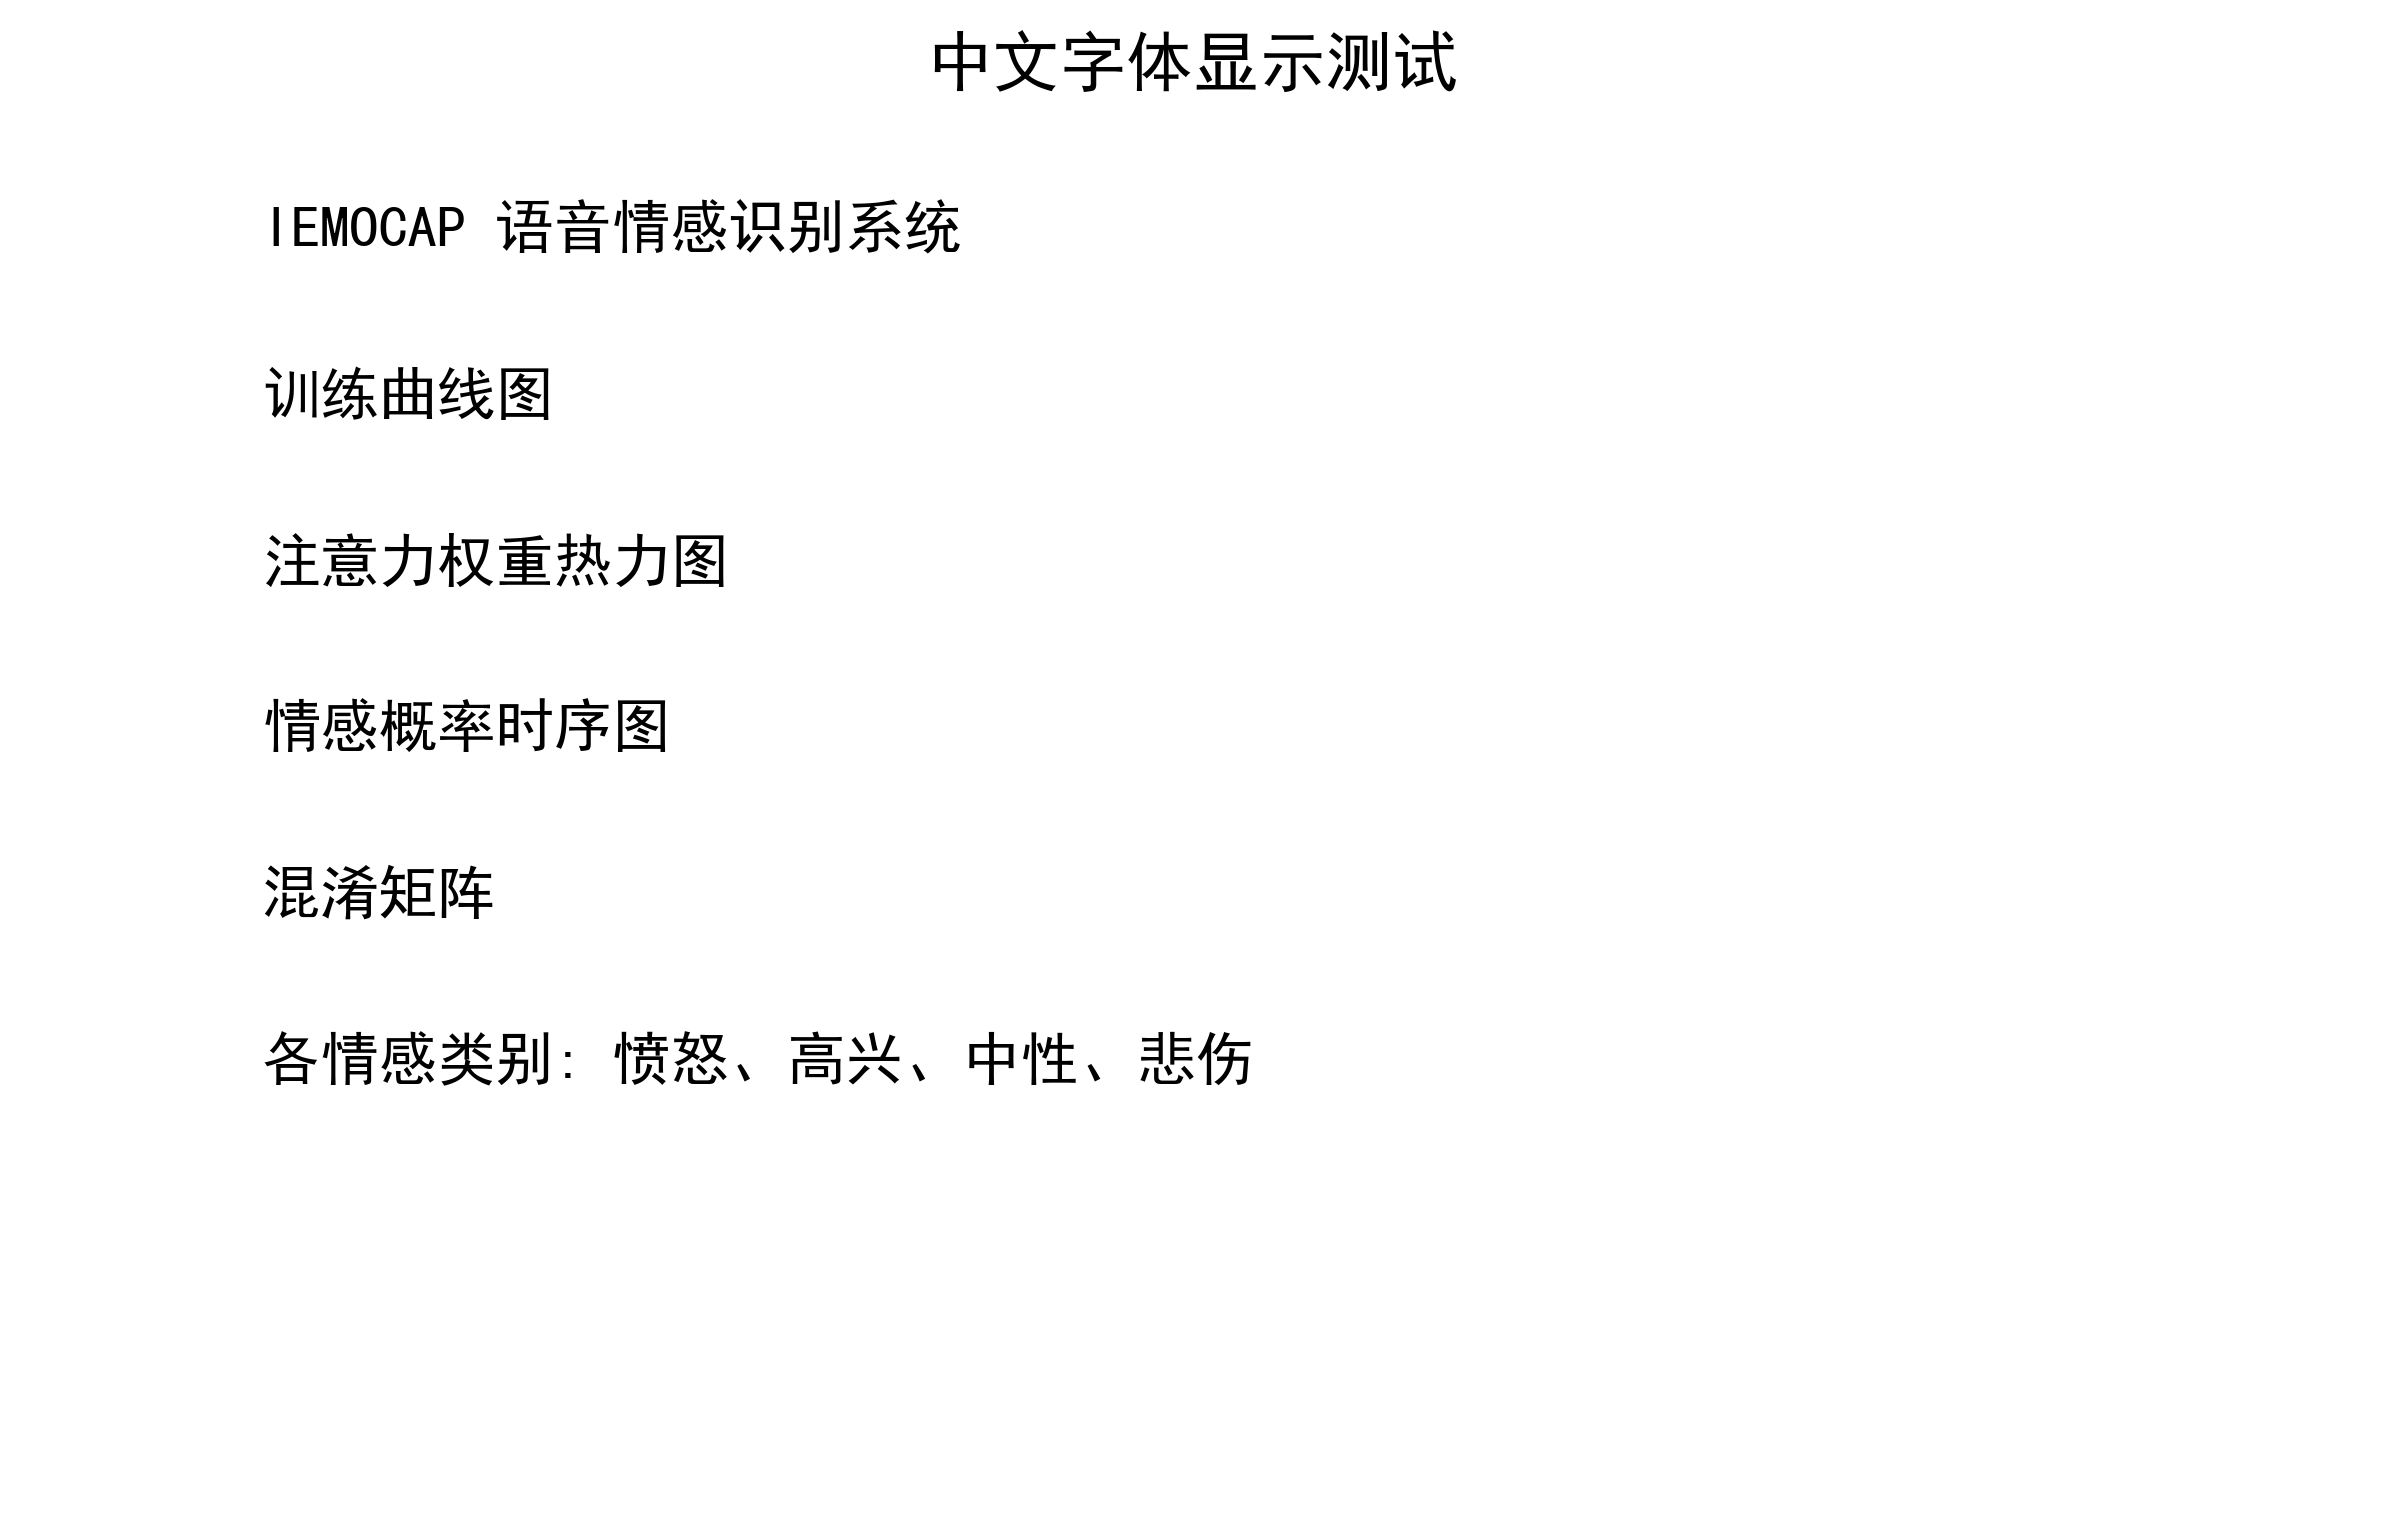 中文字体显示测试
IEMOCAP 语音情感识别系统
训练曲线图
注意力权重热力图
情感概率时序图
混淆矩阵
各情感类别: 愤怒、高兴、中性、悲伤